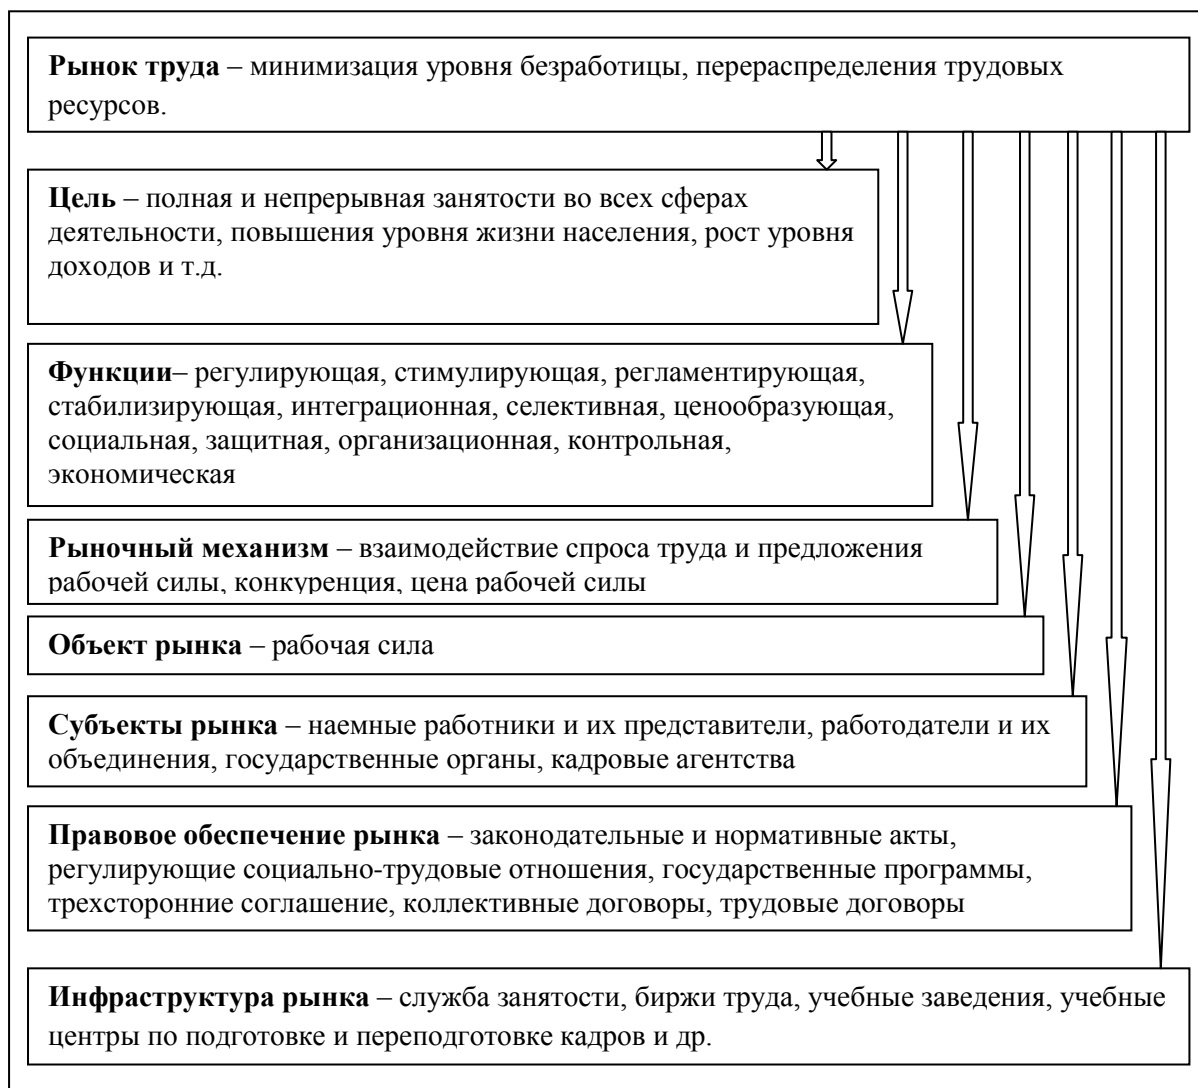 Рынок труда – минимизация уровня безработицы, перераспределения трудовых
ресурсов.
Цель – полная и непрерывная занятости во всех сферах
деятельности, повышения уровня жизни населения, рост уровня
доходов и т.д.
Функции– регулирующая, стимулирующая, регламентирующая,
стабилизирующая, интеграционная, селективная, ценообразующая,
социальная, защитная, организационная, контрольная,
экономическая
Рыночный механизм – взаимодействие спроса труда и предложения
рабочей силы, конкуренция, цена рабочей силы
Объект рынка – рабочая сила
Субъекты рынка – наемные работники и их представители, работодатели и их
объединения, государственные органы, кадровые агентства
Правовое обеспечение рынка – законодательные и нормативные акты,
регулирующие социально-трудовые отношения, государственные программы,
трехсторонние соглашение, коллективные договоры, трудовые договоры
Инфраструктура рынка – служба занятости, биржи труда, учебные заведения, учебные
центры по подготовке и переподготовке кадров и др.